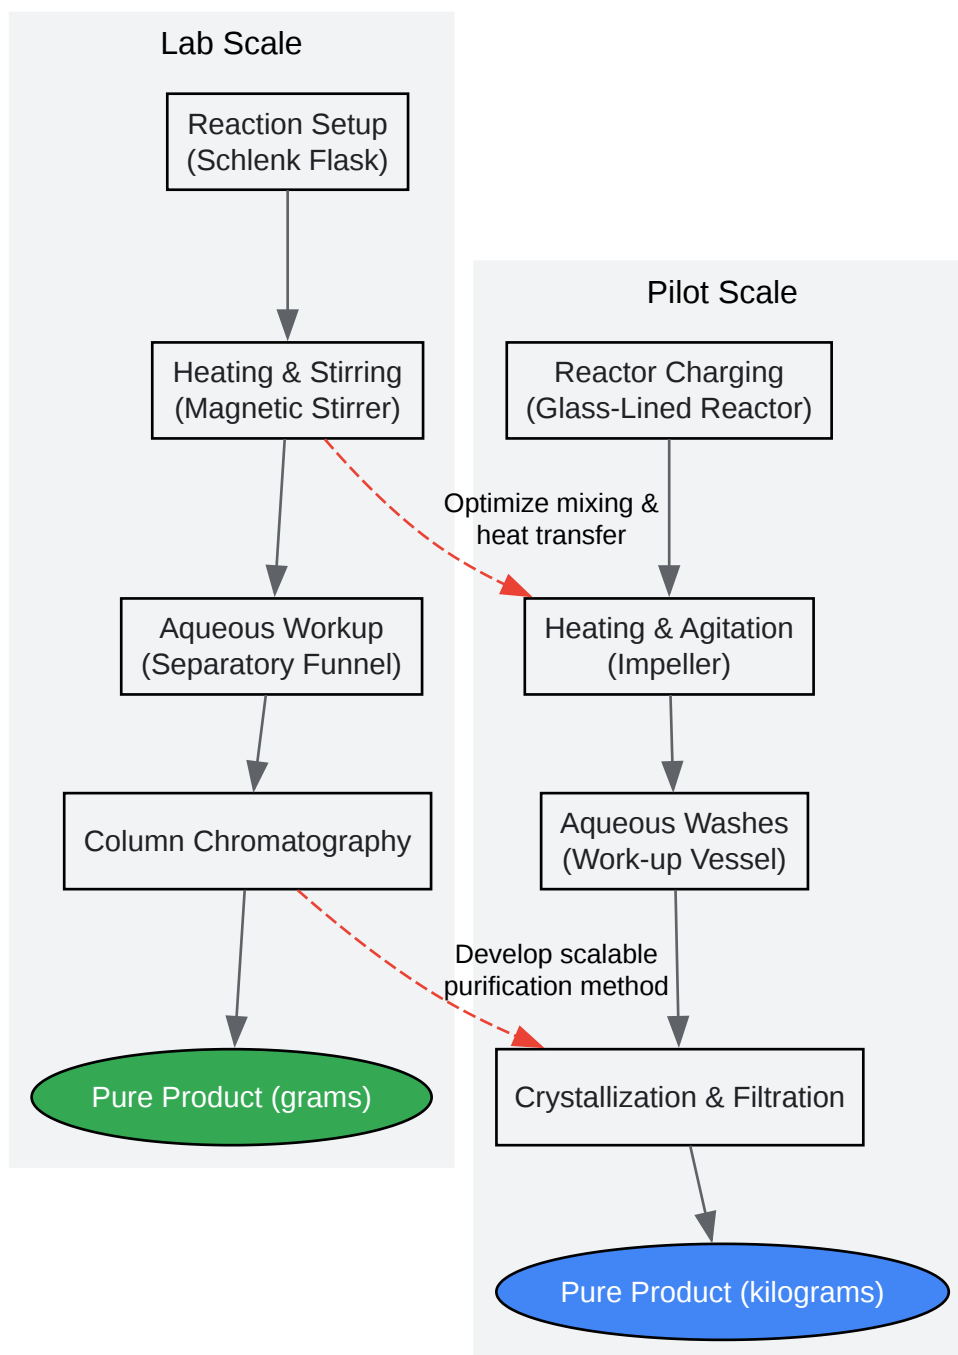 Lab Scale
Reaction Setup
(Schlenk Flask)
Heating & Stirring
(Magnetic Stirrer)
Aqueous Workup
(Separatory Funnel)
Column Chromatography
Pure Product (grams)
Optimize mixing &
heat transfer
Develop scalable
purification method
Pilot Scale
Reactor Charging
(Glass-Lined Reactor)
Heating & Agitation
(Impeller)
Aqueous Washes
(Work-up Vessel)
Crystallization & Filtration
Pure Product (kilograms)